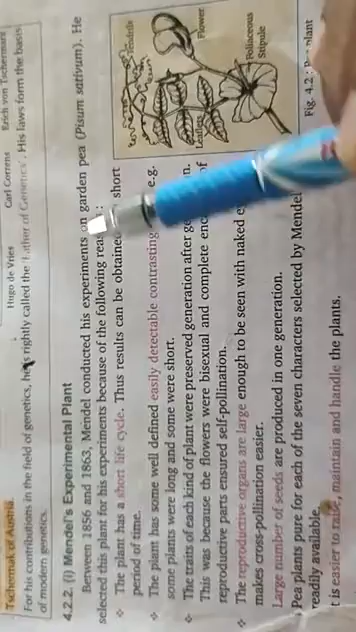 Hugo de Vries Carl Correns Erich von Tschermark
Tschermak of Austria.
For his contributions in the field of genetics, he is rightly called the 'Father of Genetics'. His laws form the basis
of modern genetics.
4.2.2. (i) Mendel's Experimental Plant
Between 1856 and 1863, Mendel conducted his experiments on garden pea (Pisum sativum). He
selected this plant for his experiments because of the following :
The plant has a short life cycle. Thus results can be obtained short
period of time.
The plant has some well defined easily detectable contrasting e.g.
some plants were long and some were short.
The traits of each kind of plant were preserved generation after
This was because the flowers were bisexual and complete of
reproductive parts ensured self-pollination.
The reproductive organs are large enough to be seen with naked
makes cross-pollination easier.
Large number of seeds are produced in one generation.
Pea plants pure for each of the seven characters selected by Mendel
readily available.
t is easier to raise, maintain and handle the plants.
Tendrils
Flower
Leaflets
Foliaceous
Stipule
Fig. 4.2 : plant